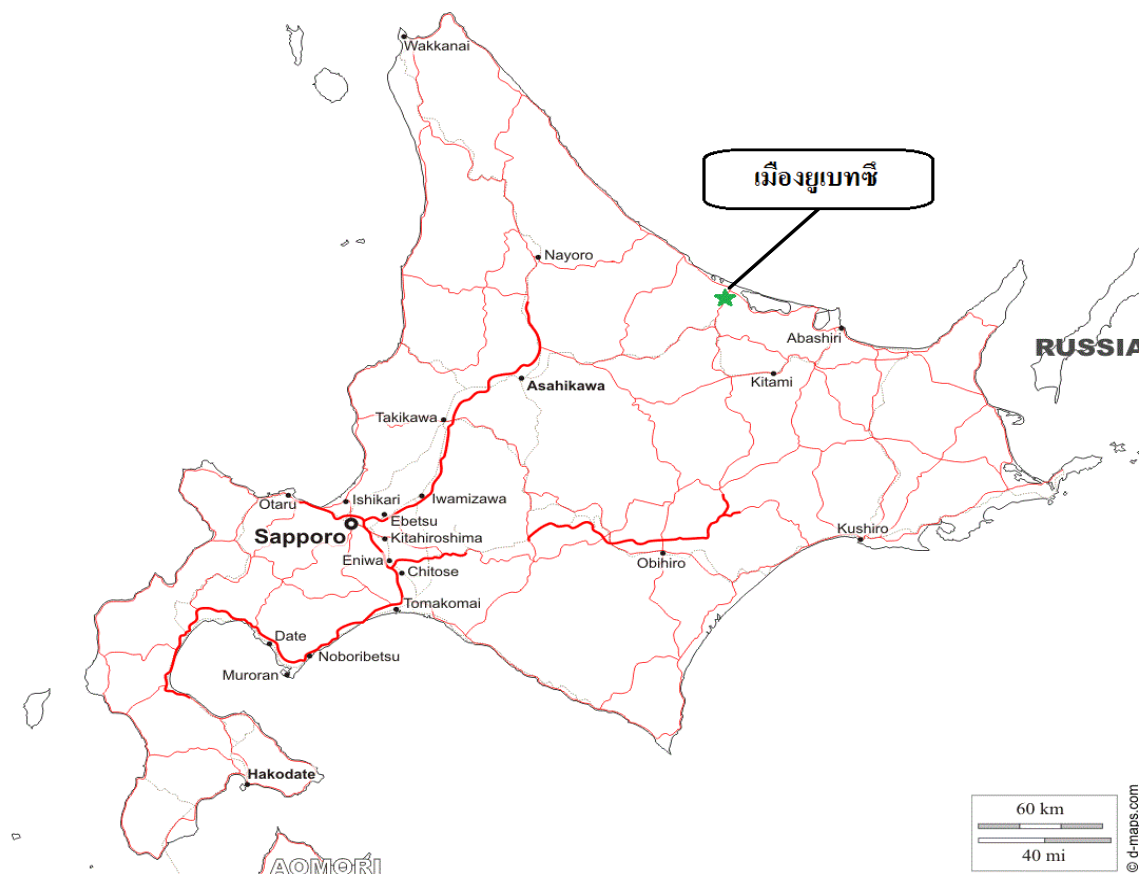 Wakkanai
เมืองยูเบทซึ
Nayoro
Abashiri
RUSSIA
Kitami
Asahikawa
Takikawa
Otaru
Ishikari
Iwamizawa
Ebetsu
Sapporo
Kitahiroshima
Kushiro
Eniwa
Obihiro
Chitose
Tomakomai
Date
Noboribetsu
Muroran
Hakodate
60 km
40 mi
AOMORI
© d-maps.com